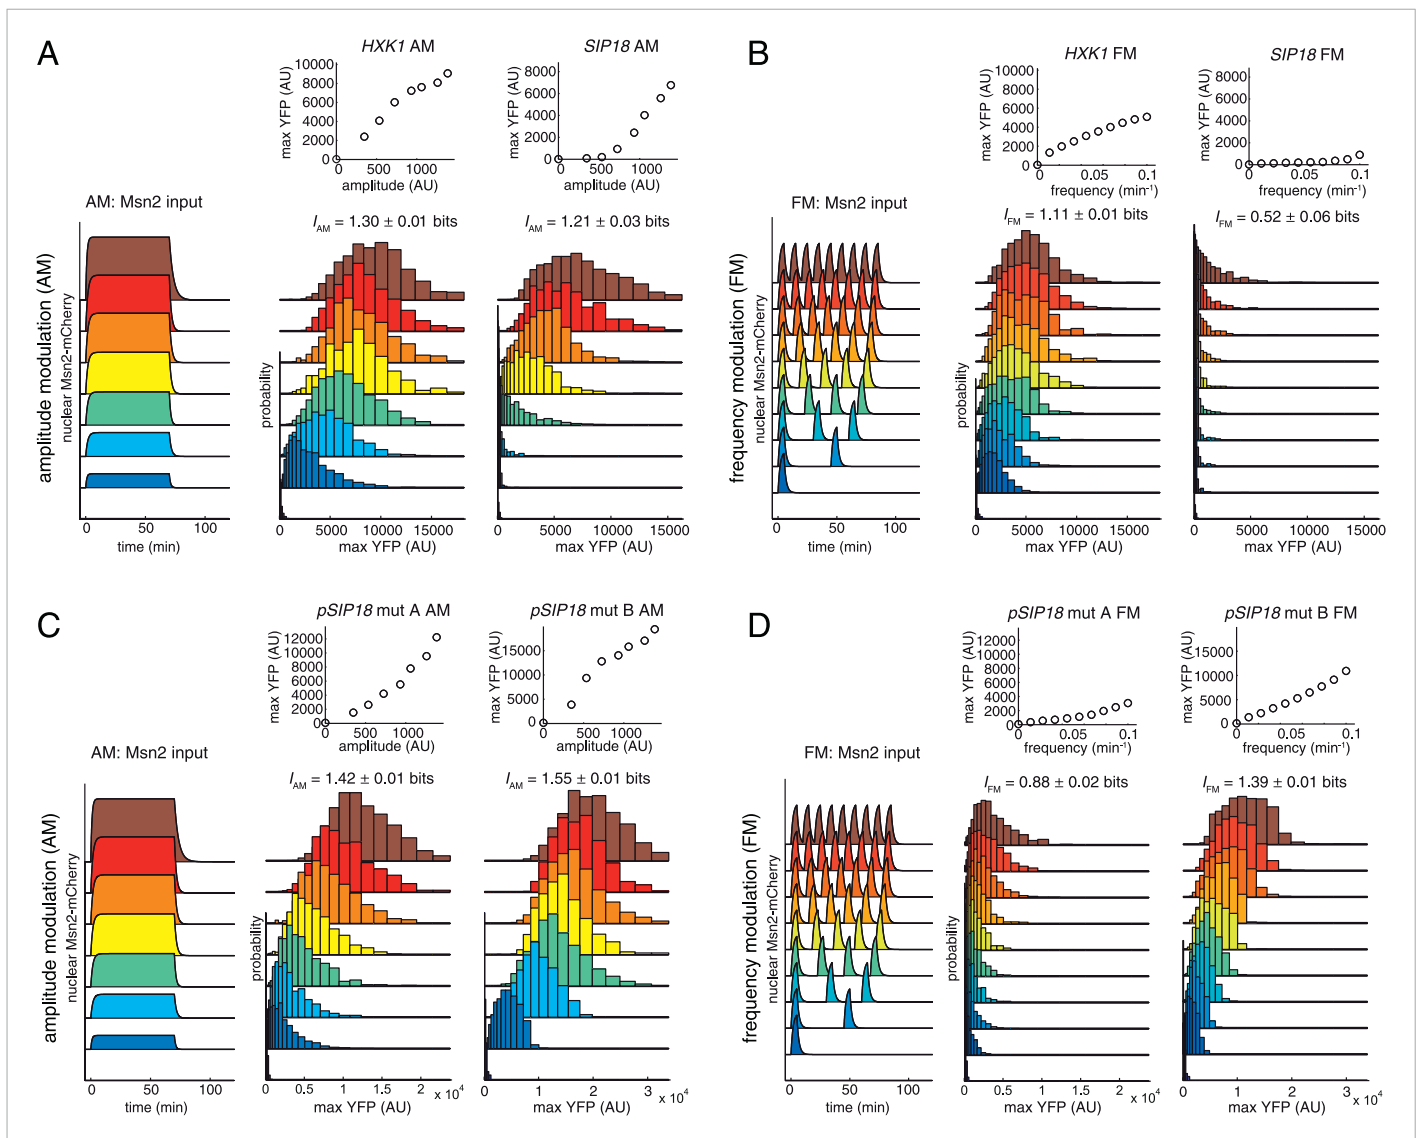 A
HXK1 AM
SIP18 AM
max YFP (AU)
10000
8000
6000
4000
2000
0
0
500
1000
amplitude (AU)
max YFP (AU)
8000
6000
4000
2000
0
0
500
1000
amplitude (AU)
AM: Msn2 input
I AM = 1.30 ± 0.01 bits
I AM = 1.21 ± 0.03 bits
amplitude modulation (AM)
nuclear Msn2-mCherry
probability
0
50
100
time (min)
0
5000
10000
15000
max YFP (AU)
0
5000
10000
15000
max YFP (AU)
B
HXK1 FM
SIP18 FM
max YFP (AU)
10000
8000
6000
4000
2000
0
0
0.05
0.1
frequency (min-1)
max YFP (AU)
8000
6000
4000
2000
0
0
0.05
0.1
frequency (min-1)
FM: Msn2 input
I FM = 1.11 ± 0.01 bits
I FM = 0.52 ± 0.06 bits
frequency modulation (FM)
nuclear Msn2-mCherry
probability
0
50
100
time (min)
0
5000
10000
15000
max YFP (AU)
0
5000
10000
15000
max YFP (AU)
C
pSIP18 mut A AM
pSIP18 mut B AM
max YFP (AU)
12000
10000
8000
6000
4000
2000
0
0
500
1000
amplitude (AU)
max YFP (AU)
15000
10000
5000
0
0
500
1000
amplitude (AU)
AM: Msn2 input
I AM = 1.42 ± 0.01 bits
I AM = 1.55 ± 0.01 bits
amplitude modulation (AM)
nuclear Msn2-mCherry
probability
0
50
100
time (min)
0
0.5
1
1.5
2
x 10^4
max YFP (AU)
0
1
2
3
x 10^4
max YFP (AU)
D
pSIP18 mut A FM
pSIP18 mut B FM
max YFP (AU)
12000
10000
8000
6000
4000
2000
0
0
0.05
0.1
frequency (min-1)
max YFP (AU)
15000
10000
5000
0
0
0.05
0.1
frequency (min-1)
FM: Msn2 input
I FM = 0.88 ± 0.02 bits
I FM = 1.39 ± 0.01 bits
frequency modulation (FM)
nuclear Msn2-mCherry
probability
0
50
100
time (min)
0
0.5
1
1.5
2
x 10^4
max YFP (AU)
0
1
2
3
x 10^4
max YFP (AU)